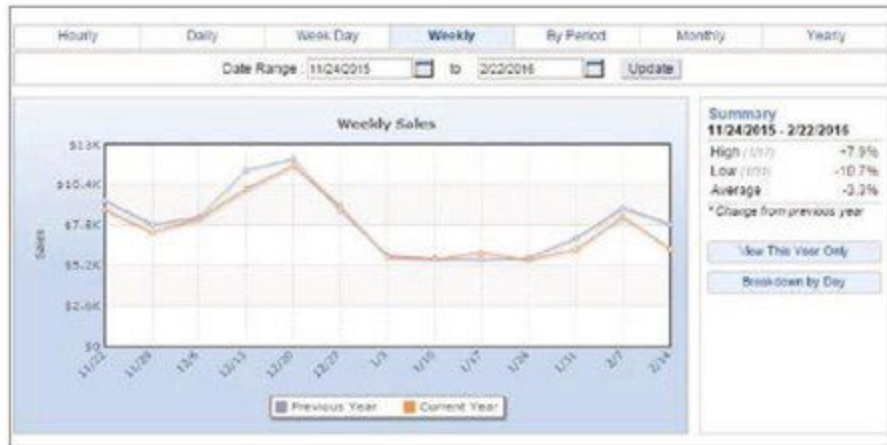 Hourly Daily Week Day Weekly By Period Monthly Yearly
Date Range: 11/24/2015 to 2/22/2016 Update
Weekly Sales
$13K
$10.4K
$7.8K
$5.2K
$2.6K
$0
Sales
11/22 11/29 12/6 12/13 12/20 12/27 1/3 1/10 1/17 1/24 1/31 2/7 2/14
Previous Year Current Year
Summary
11/24/2015 - 2/22/2016
High (1/17) +7.9%
Low (1/31) -10.7%
Average -3.3%
* Change from previous year
View This Year Only
Breakdown by Day